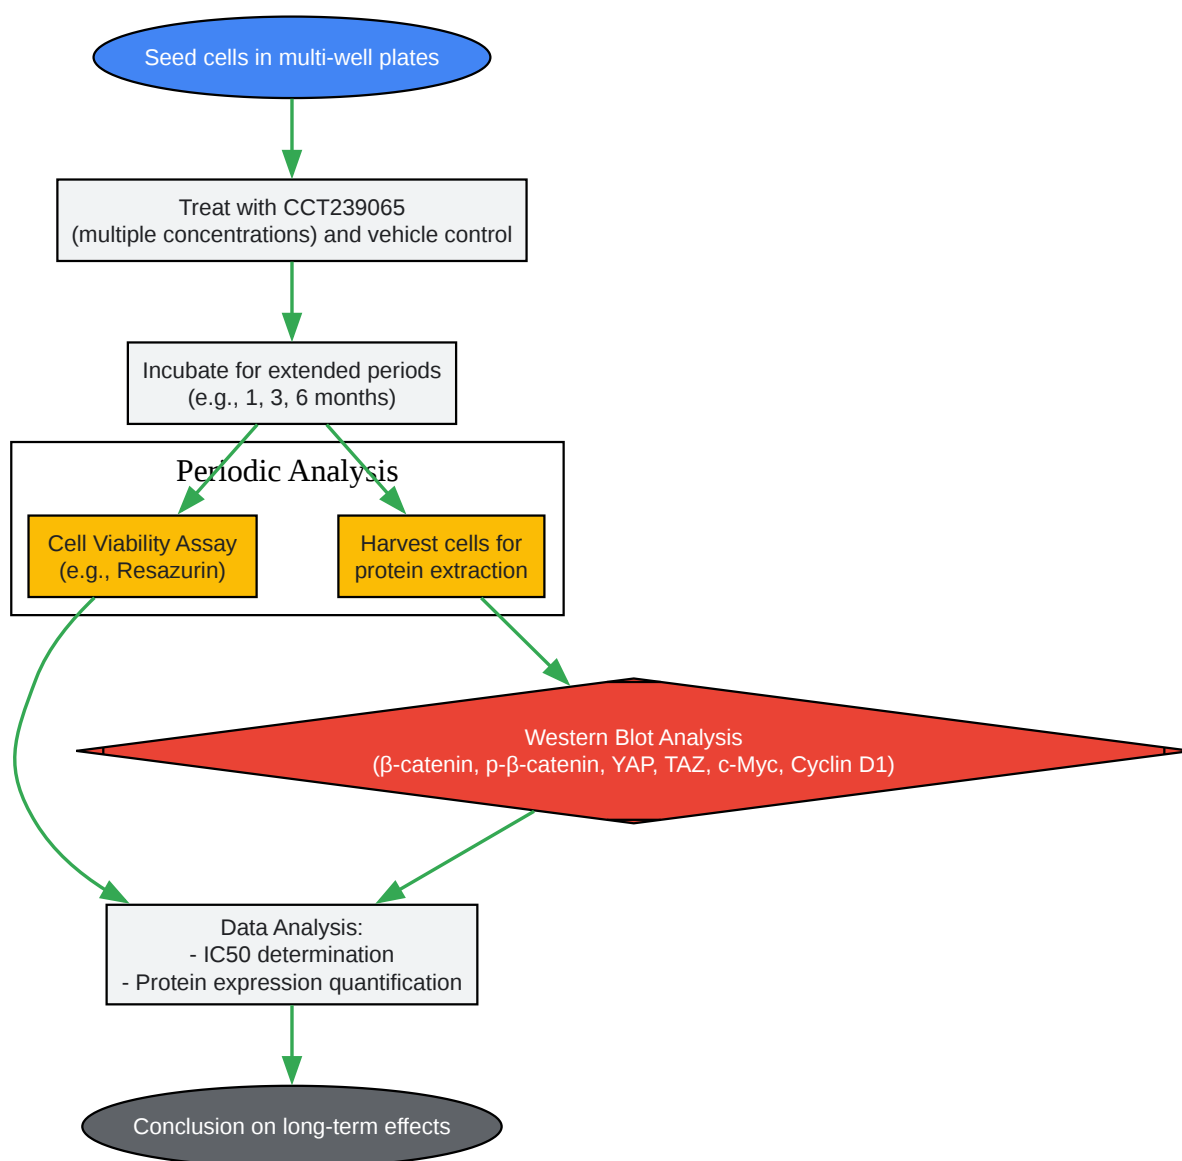 Seed cells in multi-well plates
Treat with CCT239065
(multiple concentrations) and vehicle control
Incubate for extended periods
(e.g., 1, 3, 6 months)
Periodic Analysis
Cell Viability Assay
(e.g., Resazurin)
Harvest cells for
protein extraction
Western Blot Analysis
(β-catenin, p-β-catenin, YAP, TAZ, c-Myc, Cyclin D1)
Data Analysis:
- IC50 determination
- Protein expression quantification
Conclusion on long-term effects